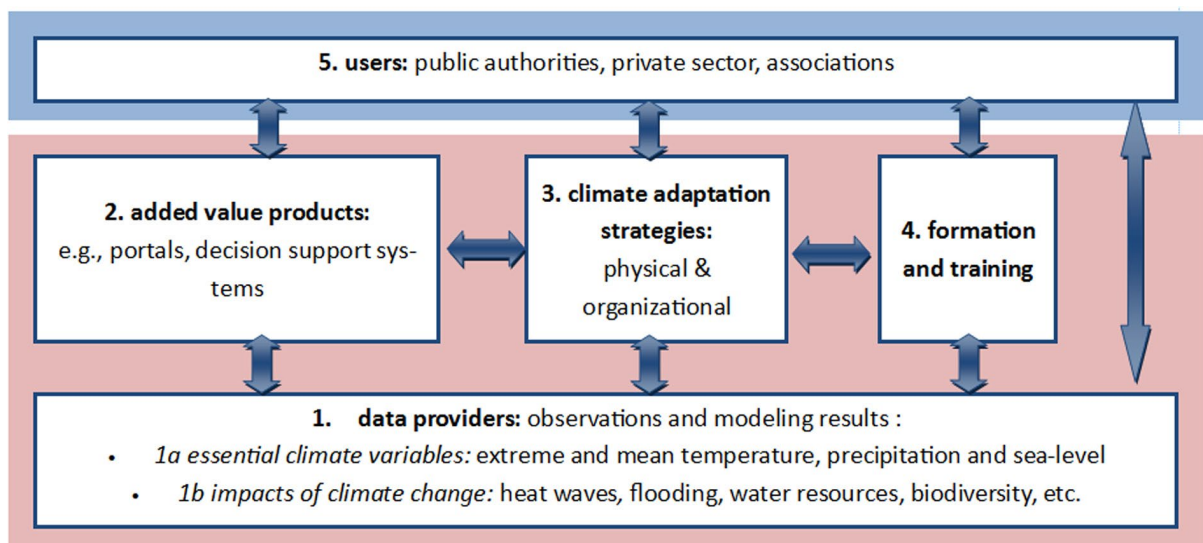 5. users: public authorities, private sector, associations
2. added value products:
e.g., portals, decision support sys-
tems
3. climate adaptation
strategies:
physical &
organizational
4. formation
and training
1. data providers: observations and modeling results :
• 1a essential climate variables: extreme and mean temperature, precipitation and sea-level
• 1b impacts of climate change: heat waves, flooding, water resources, biodiversity, etc.